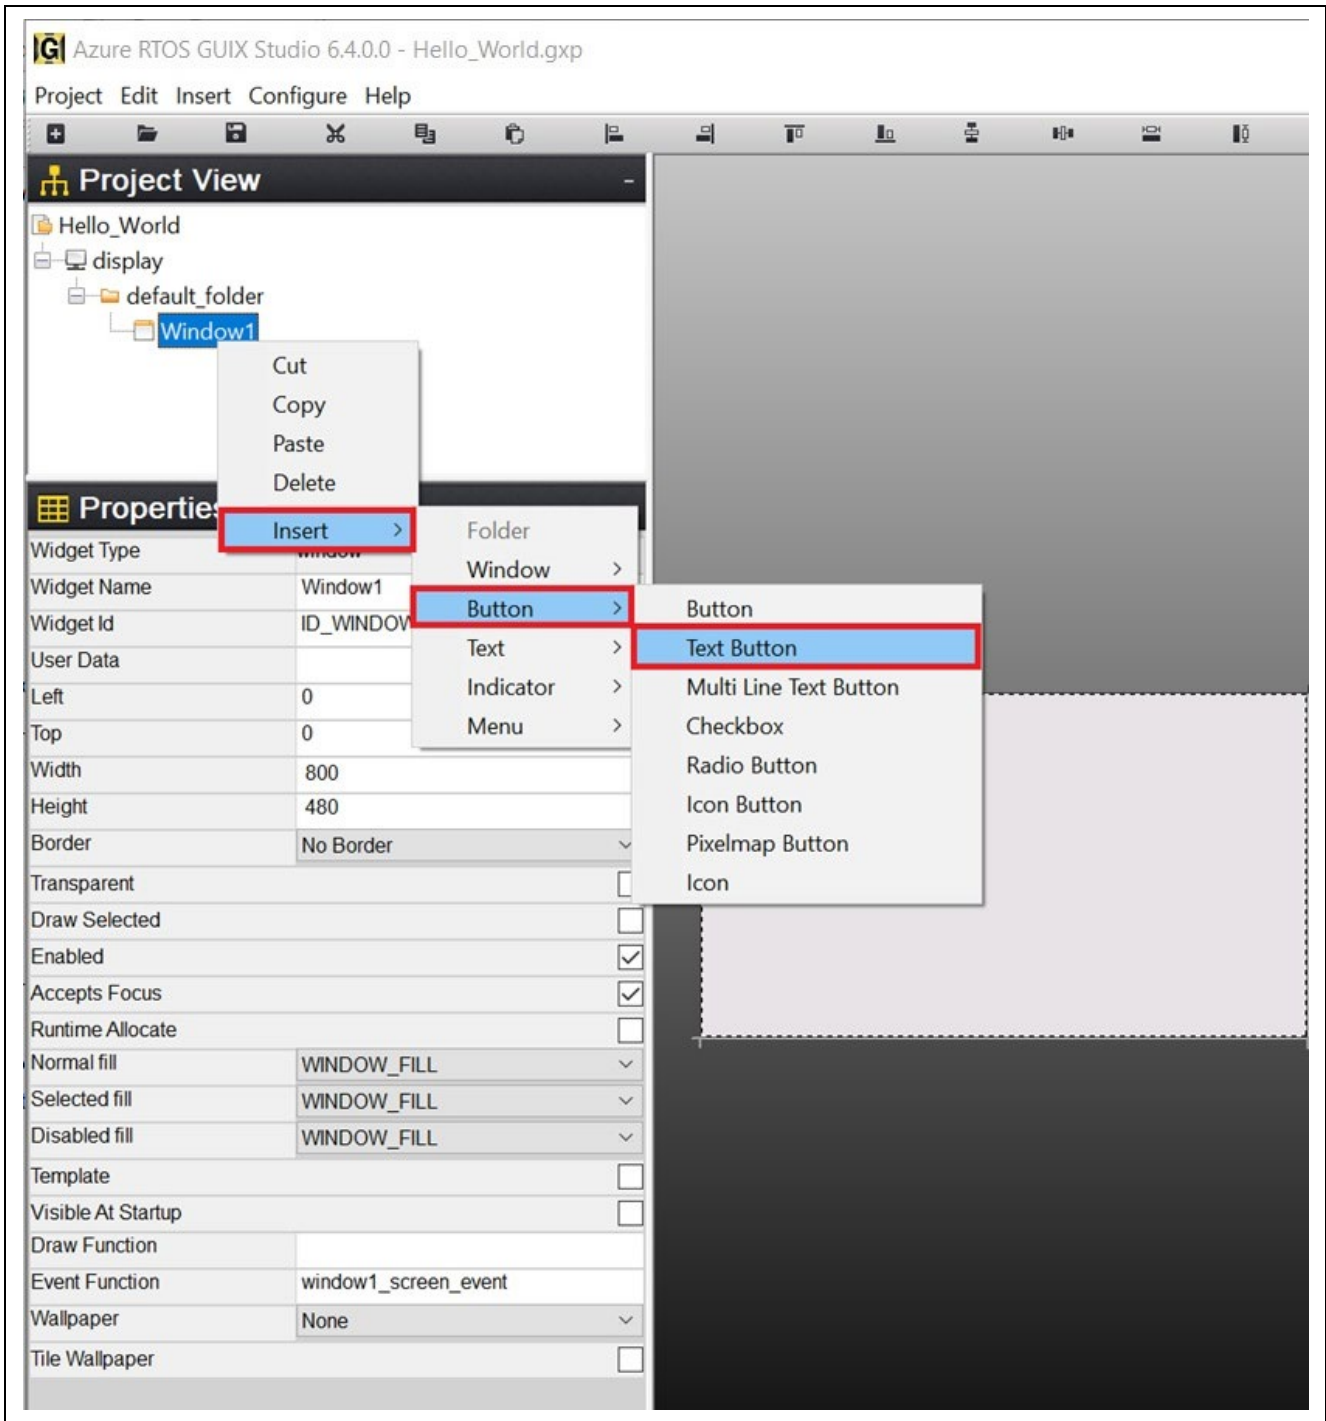 Azure RTOS GUIX Studio 6.4.0.0 - Hello_World.gxp
Project Edit Insert Configure Help
Project View
Hello_World
display
default_folder
Window1
Cut
Copy
Paste
Delete
Insert
Folder
Window
Button
Text
Indicator
Menu
Button
Text Button
Multi Line Text Button
Checkbox
Radio Button
Icon Button
Pixelmap Button
Icon
Properties
Widget Type window
Widget Name Window1
Widget Id ID_WINDOW
User Data
Left 0
Top 0
Width 800
Height 480
Border No Border
Transparent
Draw Selected
Enabled
Accepts Focus
Runtime Allocate
Normal fill WINDOW_FILL
Selected fill WINDOW_FILL
Disabled fill WINDOW_FILL
Template
Visible At Startup
Draw Function
Event Function window1_screen_event
Wallpaper None
Tile Wallpaper